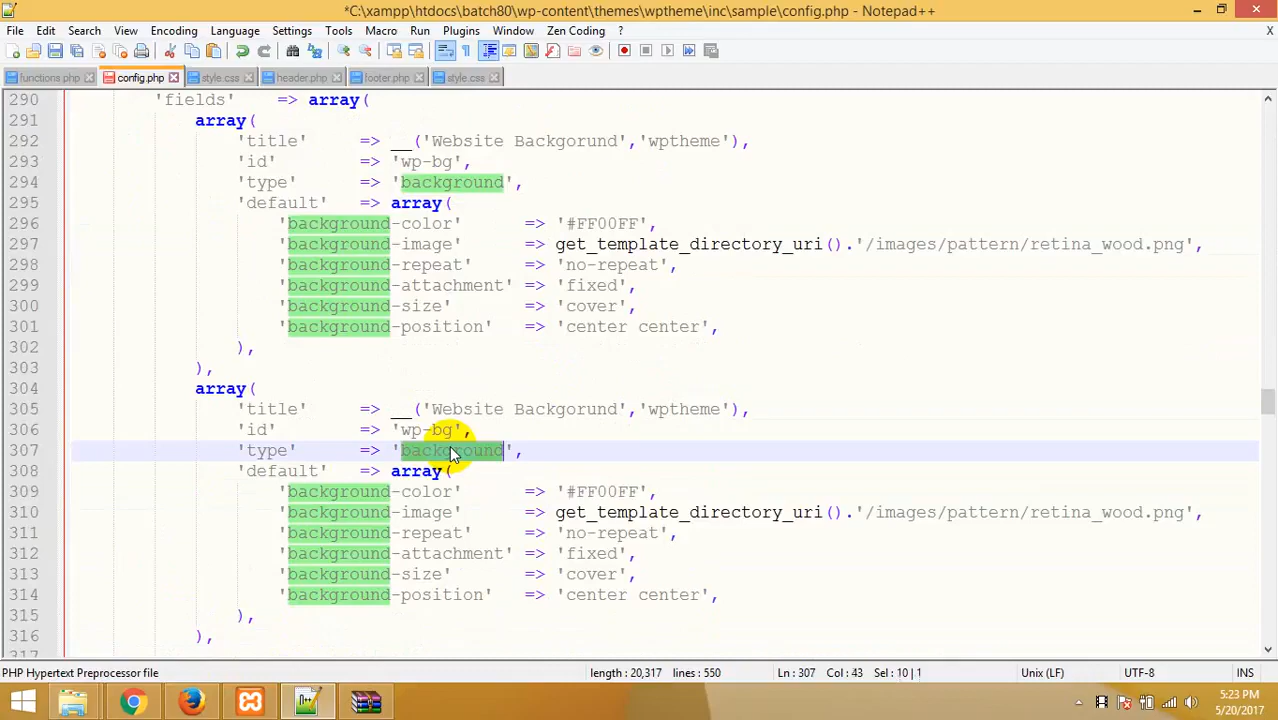 *C:\xampp\htdocs\batch80\wp-content\themes\wptheme\inc\sample\config.php - Notepad++
File Edit Search View Encoding Language Settings Tools Macro Run Plugins Window Zen Coding ?
X
functions.php config.php style.css header.php footer.php style.css
290 'fields' => array(
291 array(
292 'title' => __('Website Backgorund','wptheme'),
293 'id' => 'wp-bg',
294 'type' => 'background',
295 'default' => array(
296 'background-color' => '#FF00FF',
297 'background-image' => get_template_directory_uri().'/images/pattern/retina_wood.png',
298 'background-repeat' => 'no-repeat',
299 'background-attachment' => 'fixed',
300 'background-size' => 'cover',
301 'background-position' => 'center center',
302 ),
303 ),
304 array(
305 'title' => __('Website Backgorund','wptheme'),
306 'id' => 'wp-bg',
307 'type' => 'background',
308 'default' => array(
309 'background-color' => '#FF00FF',
310 'background-image' => get_template_directory_uri().'/images/pattern/retina_wood.png',
311 'background-repeat' => 'no-repeat',
312 'background-attachment' => 'fixed',
313 'background-size' => 'cover',
314 'background-position' => 'center center',
315 ),
316 ),
317
PHP Hypertext Preprocessor file length : 20,317 lines : 550 Ln : 307 Col : 43 Sel : 10 | 1 Unix (LF) UTF-8 INS
5:23 PM
5/20/2017